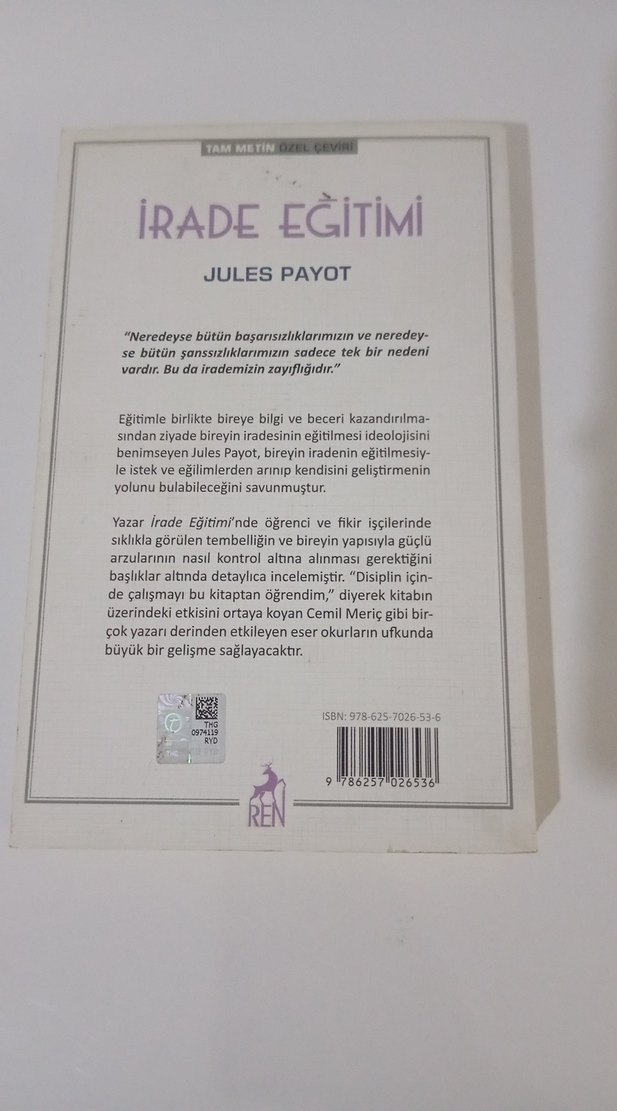 TAM METİN ÖZEL ÇEVİRİ
İRADE EĞİTİMİ
JULES PAYOT
“Neredeyse bütün başarısızlıklarımızın ve neredey-
se bütün şanssızlıklarımızın sadece tek bir nedeni
vardır. Bu da irademizin zayıflığıdır.”
Eğitimle birlikte bireye bilgi ve beceri kazandırılma-
sından ziyade bireyin iradesinin eğitilmesi ideolojisini
benimseyen Jules Payot, bireyin iradenin eğitilmesiy-
le istek ve eğilimlerden arınıp kendisini geliştirmenin
yolunu bulabileceğini savunmuştur.
Yazar İrade Eğitimi’nde öğrenci ve fikir işçilerinde
sıklıkla görülen tembelliğin ve bireyin yapısıyla güçlü
arzularının nasıl kontrol altına alınması gerektiğini
başlıklar altında detaylıca incelemiştir. “Disiplin için-
de çalışmayı bu kitaptan öğrendim,” diyerek kitabın
üzerindeki etkisini ortaya koyan Cemil Meriç gibi bir-
çok yazarı derinden etkileyen eser okurların ufkunda
büyük bir gelişme sağlayacaktır.
THG
0974119
RYD
ISBN: 978-625-7026-53-6
9 786257 026536
REN